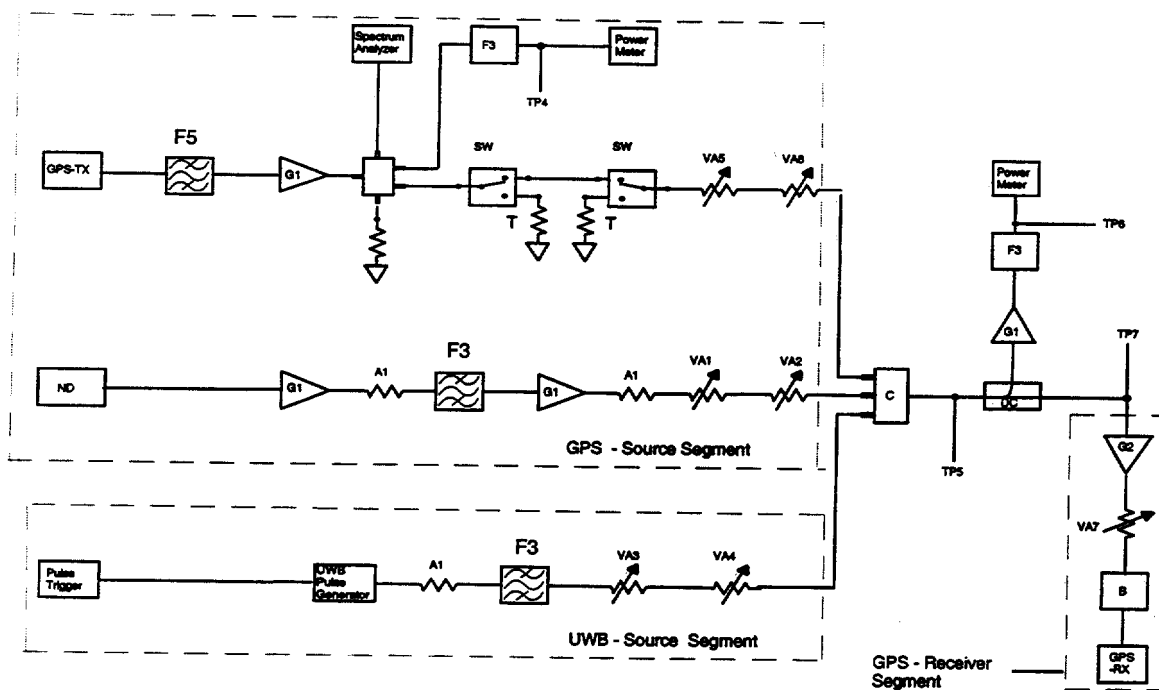 Spectrum
Analyzer
F3
Power
Meter
TP4
F5
GPS-TX
G1
SW
SW
VA5
VA6
T
T
Power
Meter
TP6
F3
G1
TP7
ND
G1
A1
F3
G1
A1
VA1
VA2
C
DC
TP5
GPS - Source Segment
G2
VA7
B
GPS
-RX
Pulse
Trigger
UWB
Pulse
Generator
A1
F3
VA3
VA4
UWB - Source Segment
GPS - Receiver
Segment